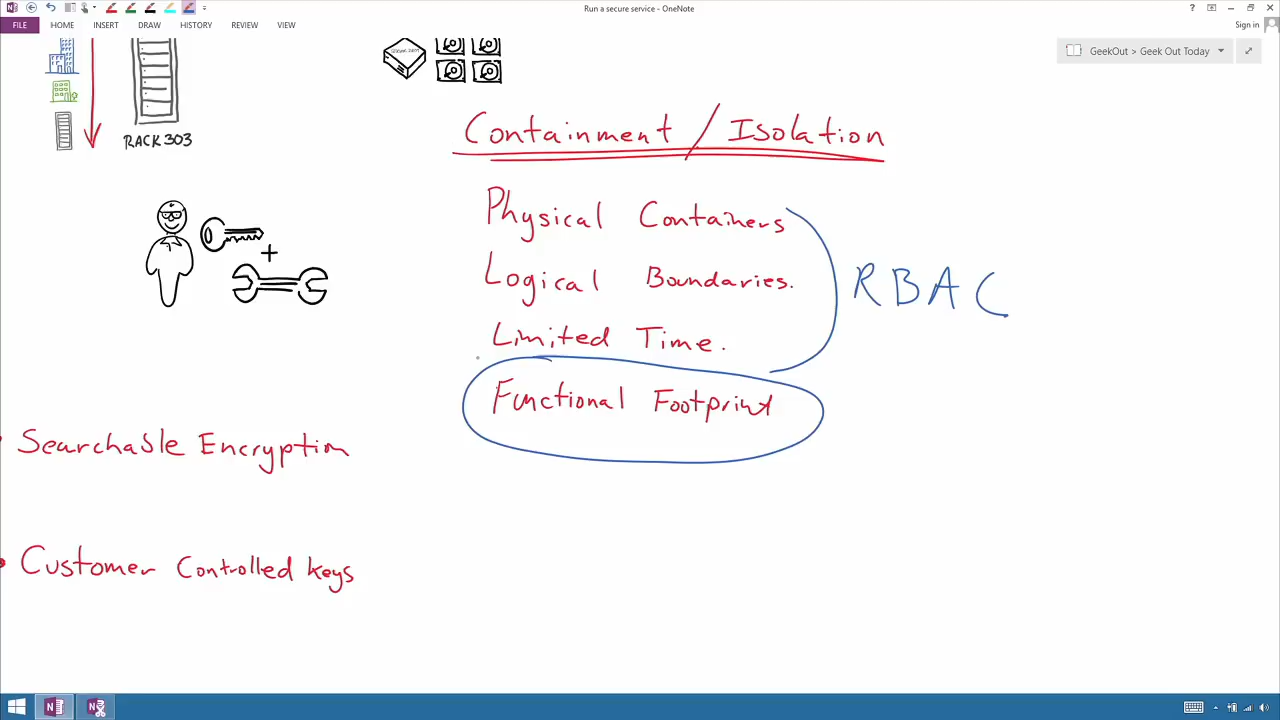 Run a secure service - OneNote
Sign in
FILE HOME INSERT DRAW HISTORY REVIEW VIEW
GeekOut > Geek Out Today
RACK 303
Containment / Isolation
Physical Containers
Logical Boundaries.
Limited Time.
Functional Footprint
RBAC
Searchable Encryption
Customer Controlled keys